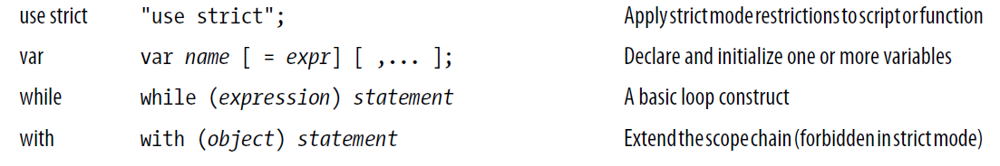 use strict "use strict"; Apply strict mode restrictions to script or function
var var name [ = expr] [ ,... ]; Declare and initialize one or more variables
while while (expression) statement A basic loop construct
with with (object) statement Extend the scope chain (forbidden in strict mode)